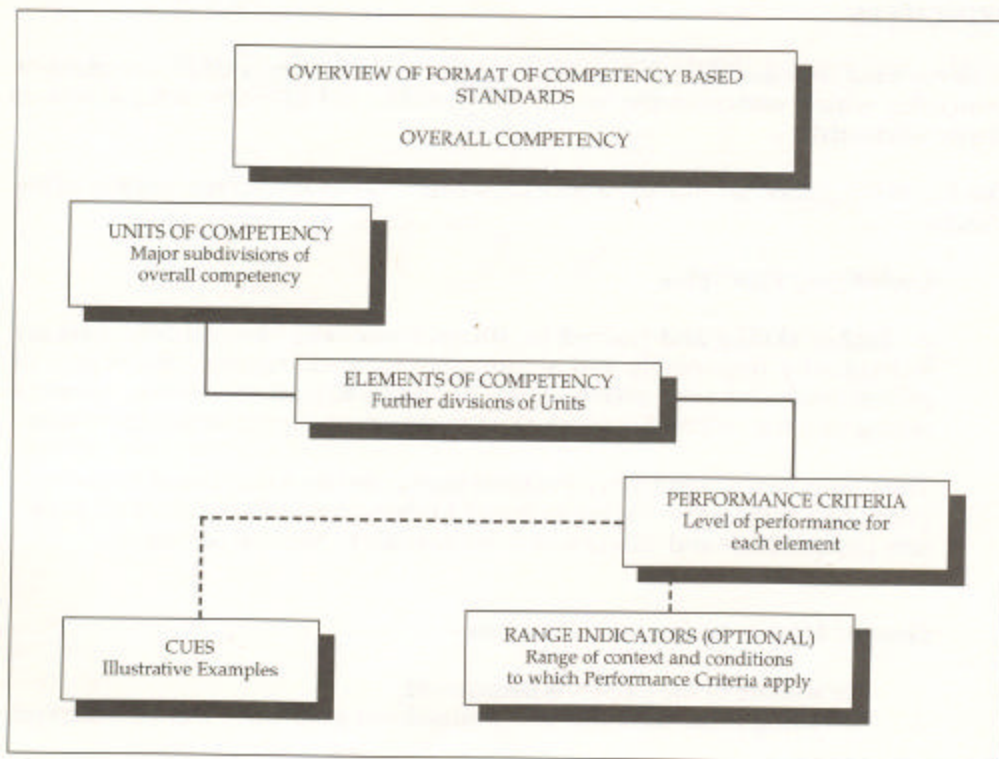 OVERVIEW OF FORMAT OF COMPETENCY BASED
STANDARDS
OVERALL COMPETENCY
UNITS OF COMPETENCY
Major subdivisions of
overall competency
ELEMENTS OF COMPETENCY
Further divisions of Units
PERFORMANCE CRITERIA
Level of performance for
each element
CUES
Illustrative Examples
RANGE INDICATORS (OPTIONAL)
Range of context and conditions
to which Performance Criteria apply